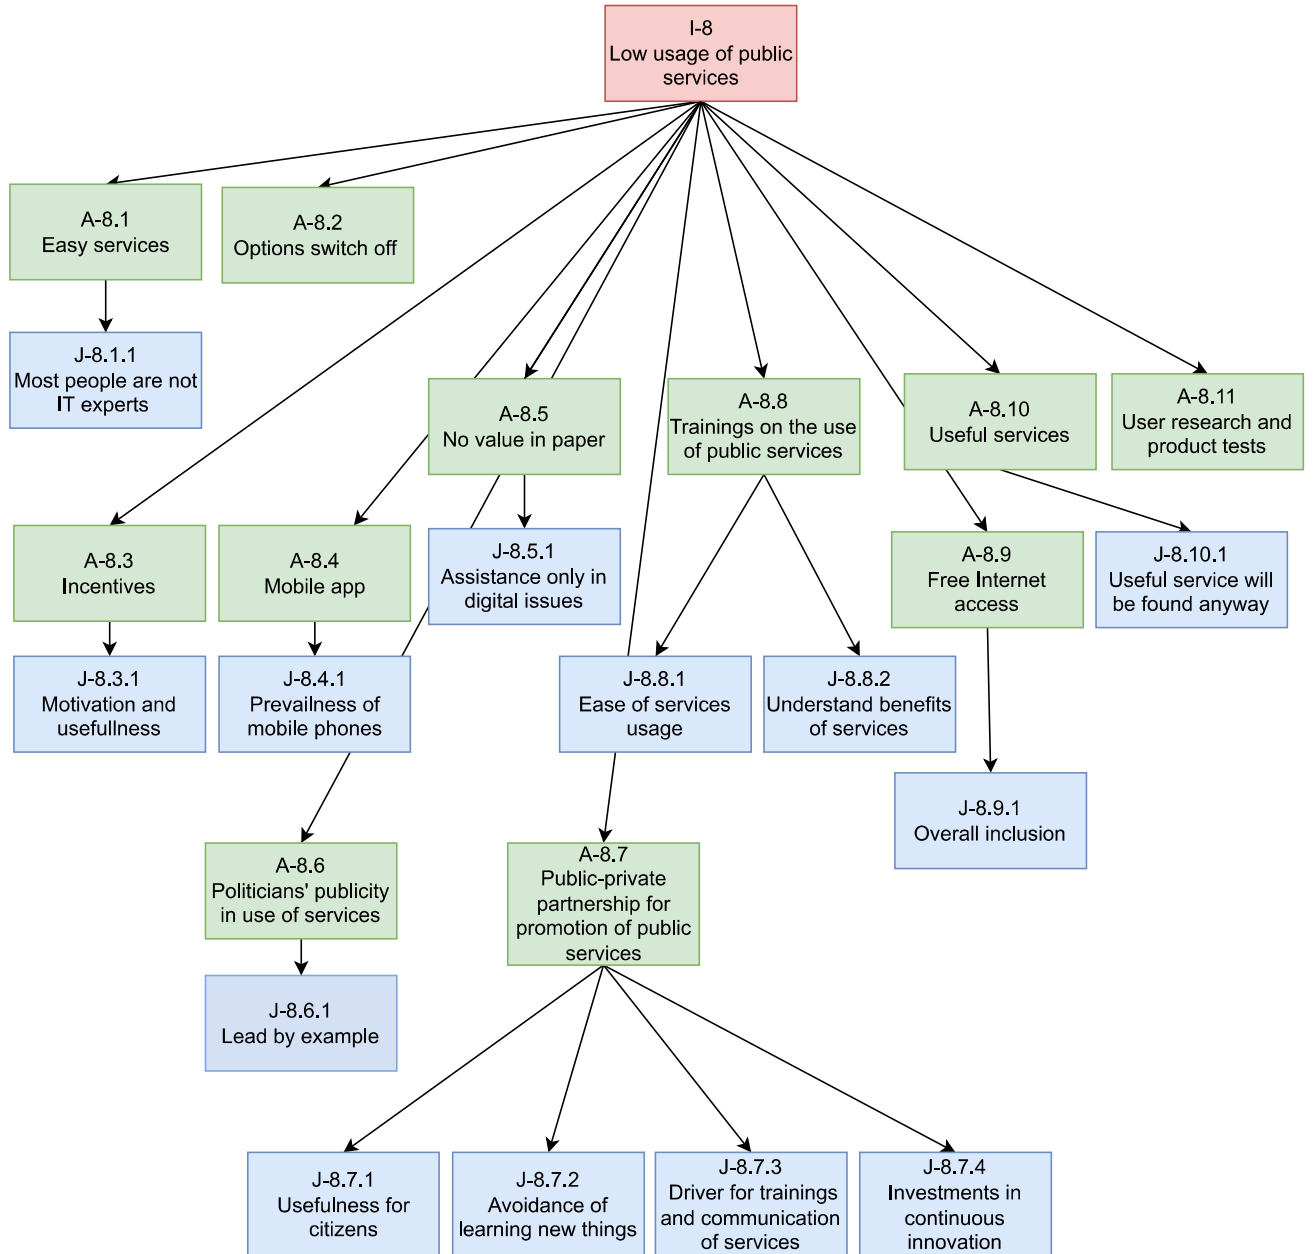 I-8
Low usage of public
services
A-8.1
Easy services
A-8.2
Options switch off
J-8.1.1
Most people are not
IT experts
A-8.5
No value in paper
A-8.8
Trainings on the use
of public services
A-8.10
Useful services
A-8.11
User research and
product tests
A-8.3
Incentives
A-8.4
Mobile app
J-8.5.1
Assistance only in
digital issues
A-8.9
Free Internet
access
J-8.10.1
Useful service will
be found anyway
J-8.3.1
Motivation and
usefullness
J-8.4.1
Prevailness of
mobile phones
J-8.8.1
Ease of services
usage
J-8.8.2
Understand benefits
of services
J-8.9.1
Overall inclusion
A-8.6
Politicians' publicity
in use of services
A-8.7
Public-private
partnership for
promotion of public
services
J-8.6.1
Lead by example
J-8.7.1
Usefulness for
citizens
J-8.7.2
Avoidance of
learning new things
J-8.7.3
Driver for trainings
and communication
of services
J-8.7.4
Investments in
continuous
innovation